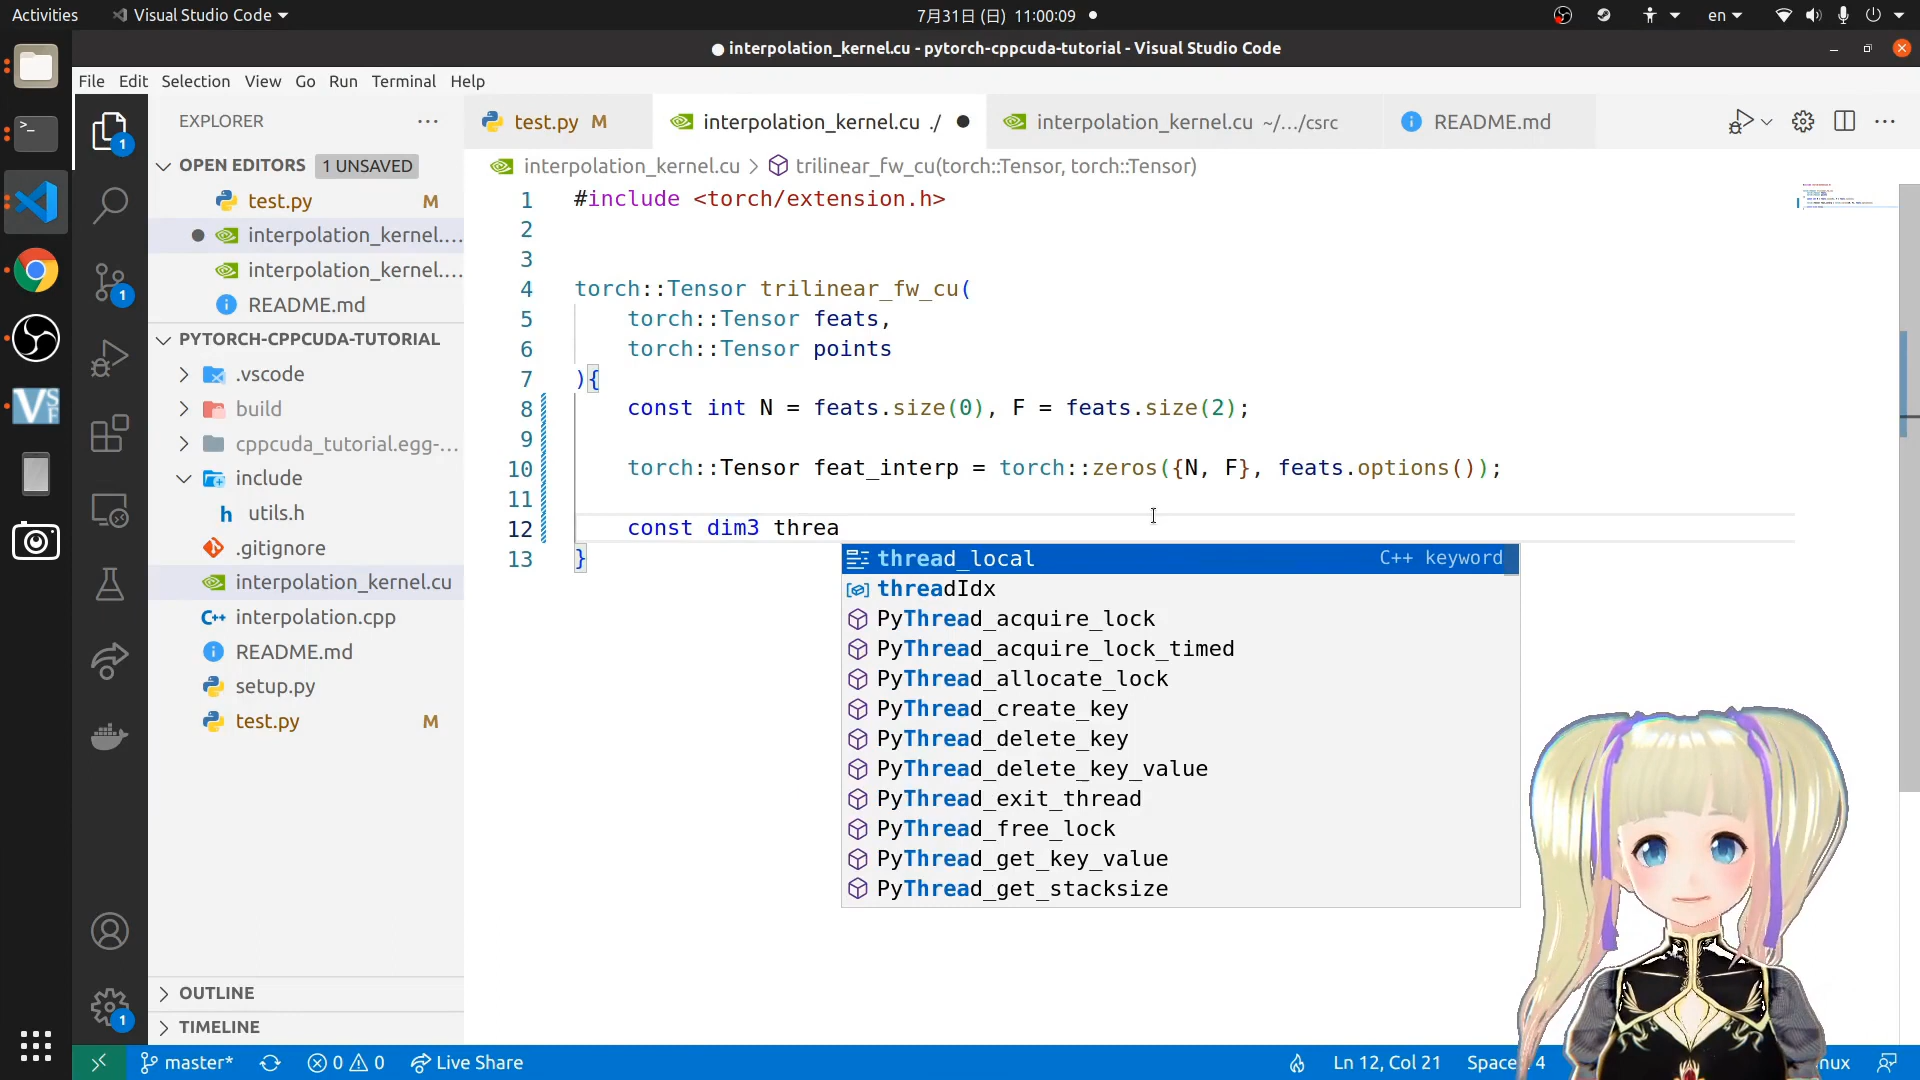 Activities
Visual Studio Code
7月31日 (日) 11:00:09
en
interpolation_kernel.cu - pytorch-cppcuda-tutorial - Visual Studio Code
File Edit Selection View Go Run Terminal Help
EXPLORER
OPEN EDITORS 1 UNSAVED
test.py M
interpolation_kernel....
interpolation_kernel....
README.md
PYTORCH-CPPCUDA-TUTORIAL
.vscode
build
cppcuda_tutorial.egg-...
include
h utils.h
.gitignore
interpolation_kernel.cu
C++ interpolation.cpp
README.md
setup.py
test.py M
OUTLINE
TIMELINE
1
1
1
test.py M
interpolation_kernel.cu ./
interpolation_kernel.cu ~/.../csrc
README.md
interpolation_kernel.cu > trilinear_fw_cu(torch::Tensor, torch::Tensor)
1 #include <torch/extension.h>
2
3
4 torch::Tensor trilinear_fw_cu(
5 torch::Tensor feats,
6 torch::Tensor points
7 ){
8 const int N = feats.size(0), F = feats.size(2);
9
10 torch::Tensor feat_interp = torch::zeros({N, F}, feats.options());
11
12 const dim3 threa
13 }
thread_local C++ keyword
threadIdx
PyThread_acquire_lock
PyThread_acquire_lock_timed
PyThread_allocate_lock
PyThread_create_key
PyThread_delete_key
PyThread_delete_key_value
PyThread_exit_thread
PyThread_free_lock
PyThread_get_key_value
PyThread_get_stacksize
master*
0 0
Live Share
Ln 12, Col 21
4